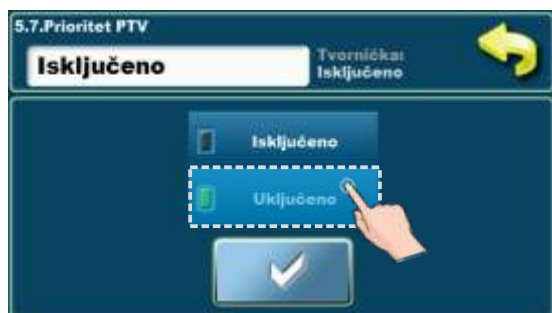 5.7.Prioritet PTV
Isključeno
Tvornička:
Isključeno
Isključeno
Uključeno